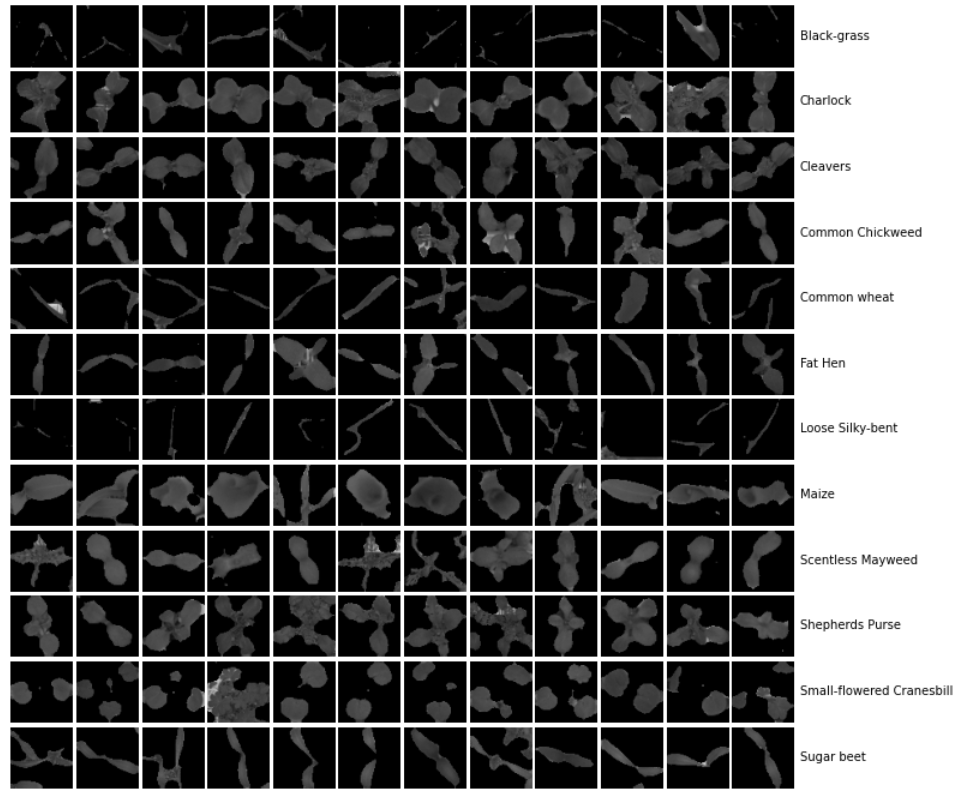 Black-grass
Charlock
Cleavers
Common Chickweed
Common wheat
Fat Hen
Loose Silky-bent
Maize
Scentless Mayweed
Shepherds Purse
Small-flowered Cranesbill
Sugar beet